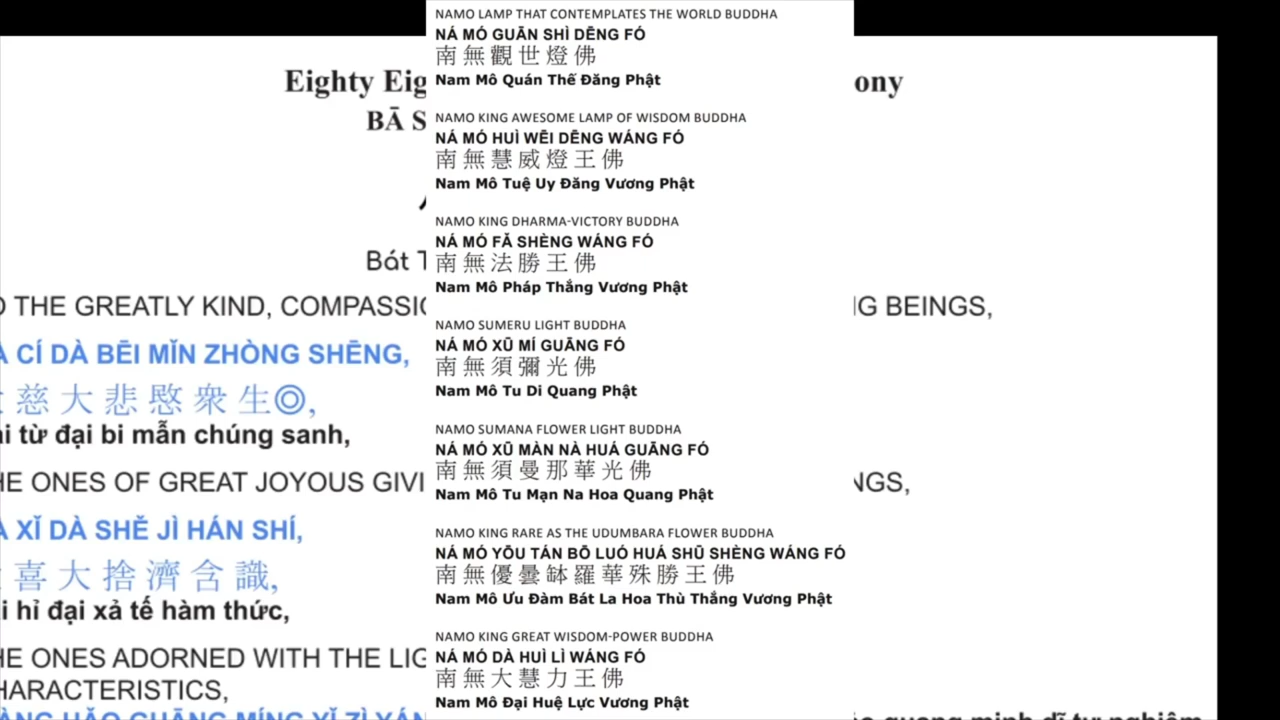 NAMO LAMP THAT CONTEMPLATES THE WORLD BUDDHA
NÁ MÓ GUĀN SHÌ DĒNG FÓ
南無觀世燈佛
Nam Mô Quán Thế Đăng Phật
NAMO KING AWESOME LAMP OF WISDOM BUDDHA
NÁ MÓ HUÌ WĒI DĒNG WÁNG FÓ
南無慧威燈王佛
Nam Mô Tuệ Uy Đăng Vương Phật
NAMO KING DHARMA-VICTORY BUDDHA
NÁ MÓ FǍ SHÈNG WÁNG FÓ
南無法勝王佛
Nam Mô Pháp Thắng Vương Phật
NAMO SUMERU LIGHT BUDDHA
NÁ MÓ XŪ MÍ GUĀNG FÓ
南無須彌光佛
Nam Mô Tu Di Quang Phật
NAMO SUMANA FLOWER LIGHT BUDDHA
NÁ MÓ XŪ MÀN NÀ HUÁ GUĀNG FÓ
南無須曼那華光佛
Nam Mô Tu Mạn Na Hoa Quang Phật
NAMO KING RARE AS THE UDUMBARA FLOWER BUDDHA
NÁ MÓ YŌU TÁN BŌ LUÓ HUÁ SHŪ SHÈNG WÁNG FÓ
南無優曇缽羅華殊勝王佛
Nam Mô Ưu Đàm Bát La Hoa Thù Thắng Vương Phật
NAMO KING GREAT WISDOM-POWER BUDDHA
NÁ MÓ DÀ HUÌ LÌ WÁNG FÓ
南無大慧力王佛
Nam Mô Đại Huệ Lực Vương Phật
Eighty Eig ony
BĀ S
Bát T
THE GREATLY KIND, COMPASSIO G BEINGS,
CÍ DÀ BĒI MǏN ZHÒNG SHĒNG,
慈大悲愍眾生◎,
từ đại bi mẫn chúng sanh,
HE ONES OF GREAT JOYOUS GIVI NGS,
XǏ DÀ SHĚ JÌ HÁN SHÍ,
喜大捨濟含識,
hỉ đại xả tế hàm thức,
HE ONES ADORNED WITH THE LIG
HARACTERISTICS,